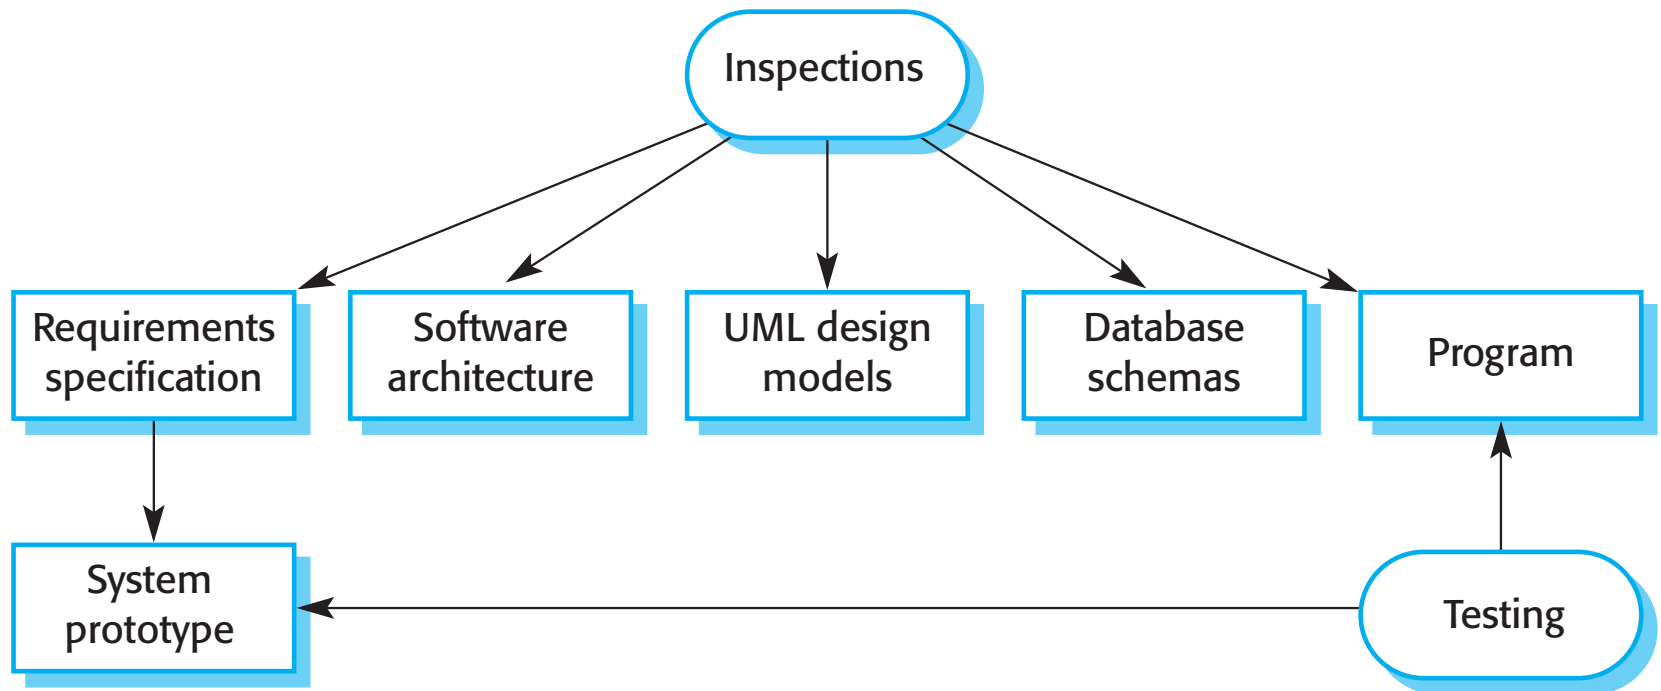 Inspections
Requirements
specification
Software
architecture
UML design
models
Database
schemas
Program
System
prototype
Testing